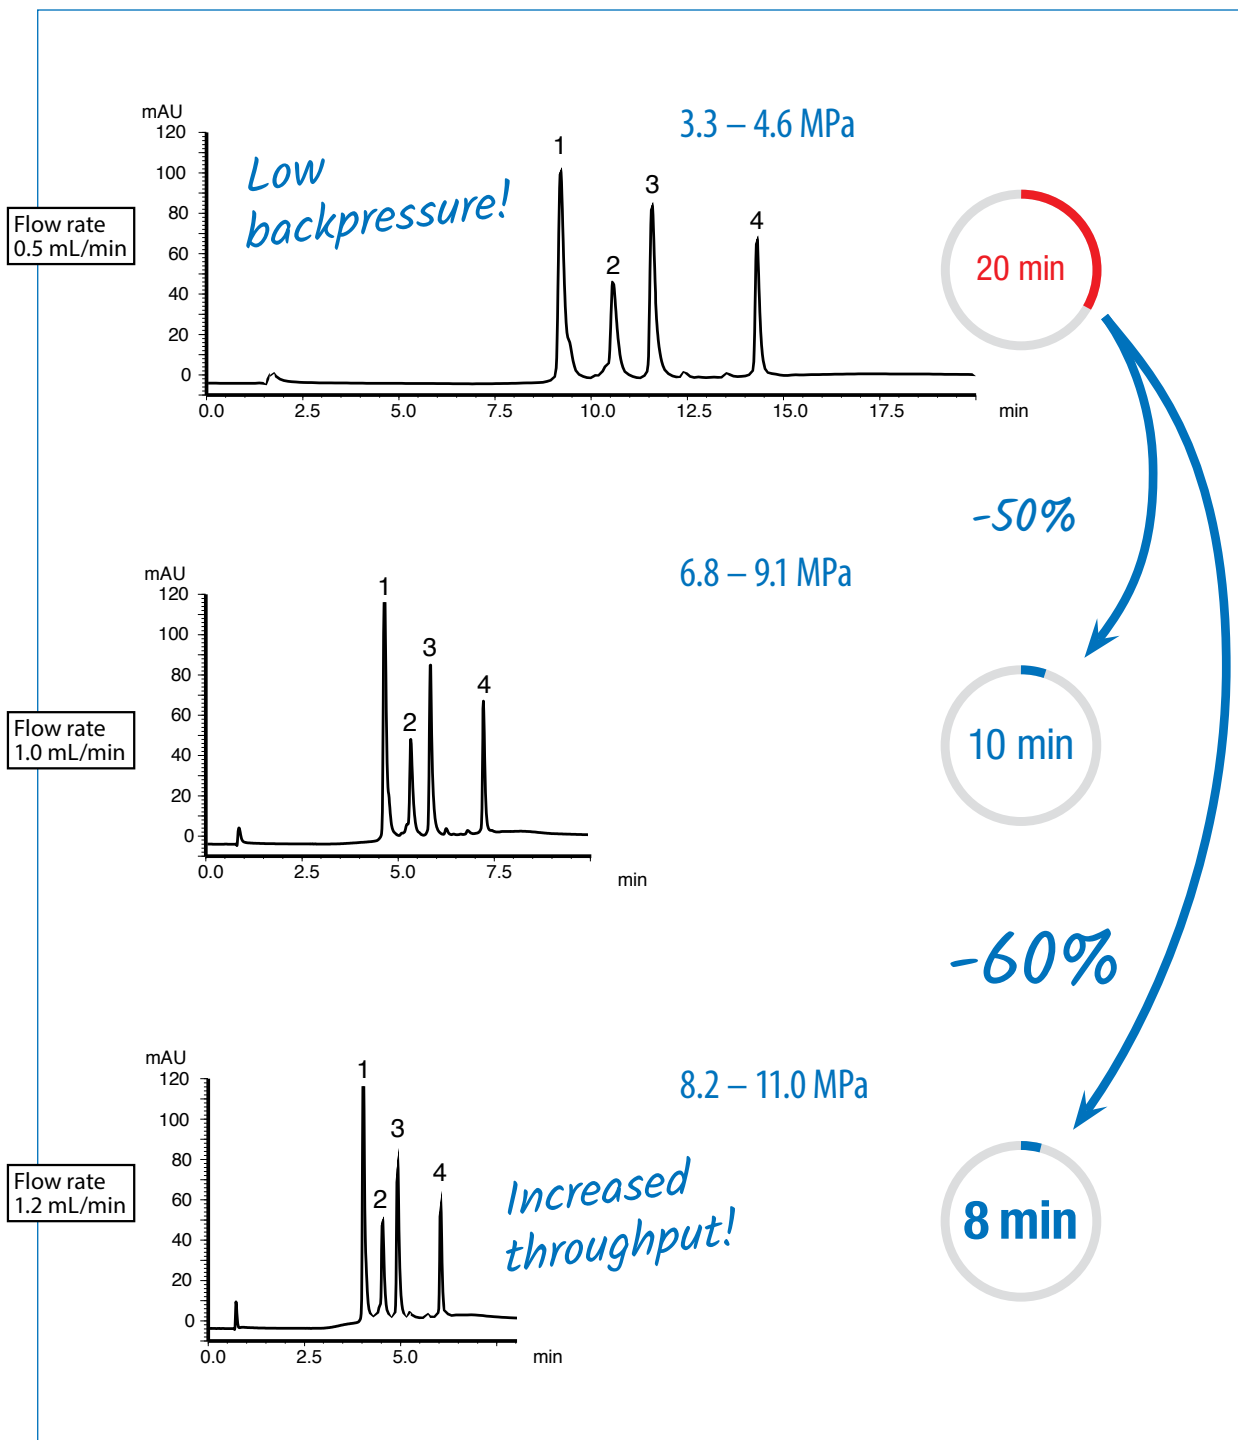 mAU
3.3 – 4.6 MPa
120
100
80
60
40
20
0
Low
backpressure!
1
2
3
4
Flow rate
0.5 mL/min
20 min
0.0 2.5 5.0 7.5 10.0 12.5 15.0 17.5 min
-50%
mAU
6.8 – 9.1 MPa
120
100
80
60
40
20
0
1
2
3
4
Flow rate
1.0 mL/min
10 min
0.0 2.5 5.0 7.5 min
-60%
mAU
8.2 – 11.0 MPa
120
100
80
60
40
20
0
1
2
3
4
Flow rate
1.2 mL/min
Increased
throughput!
8 min
0.0 2.5 5.0 min